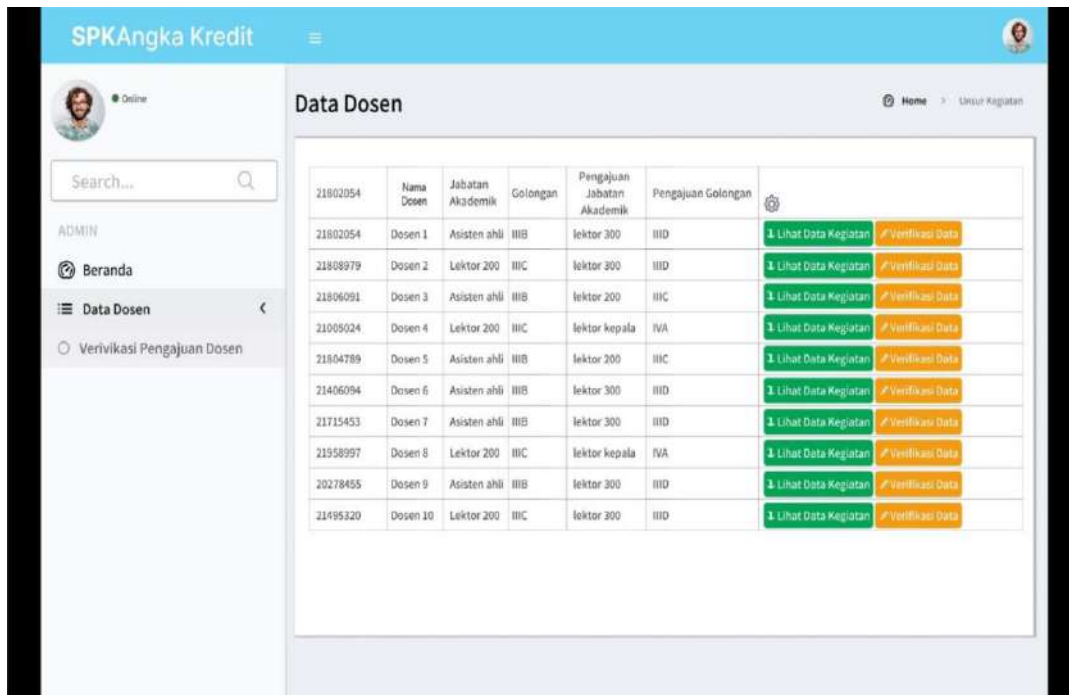 SPKAngka Kredit
Online
Data Dosen
Home > Unsur Kegiatan
Search...
ADMIN
Beranda
Data Dosen
Verivikasi Pengajuan Dosen
21802054 Nama Dosen Jabatan Akademik Golongan Pengajuan Jabatan Akademik Pengajuan Golongan
21802054 Dosen 1 Asisten ahli IIIB lektor 300 IIID Lihat Data Kegiatan Verifikasi Data
21808979 Dosen 2 Lektor 200 IIIC lektor 300 IIID Lihat Data Kegiatan Verifikasi Data
21806091 Dosen 3 Asisten ahli IIIB lektor 200 IIIC Lihat Data Kegiatan Verifikasi Data
21005024 Dosen 4 Lektor 200 IIIC lektor kepala IVA Lihat Data Kegiatan Verifikasi Data
21804789 Dosen 5 Asisten ahli IIIB lektor 200 IIIC Lihat Data Kegiatan Verifikasi Data
21406094 Dosen 6 Asisten ahli IIIB lektor 300 IIID Lihat Data Kegiatan Verifikasi Data
21715453 Dosen 7 Asisten ahli IIIB lektor 300 IIID Lihat Data Kegiatan Verifikasi Data
21958997 Dosen 8 Lektor 200 IIIC lektor kepala IVA Lihat Data Kegiatan Verifikasi Data
20278455 Dosen 9 Asisten ahli IIIB lektor 300 IIID Lihat Data Kegiatan Verifikasi Data
21495320 Dosen 10 Lektor 200 IIIC lektor 300 IIID Lihat Data Kegiatan Verifikasi Data